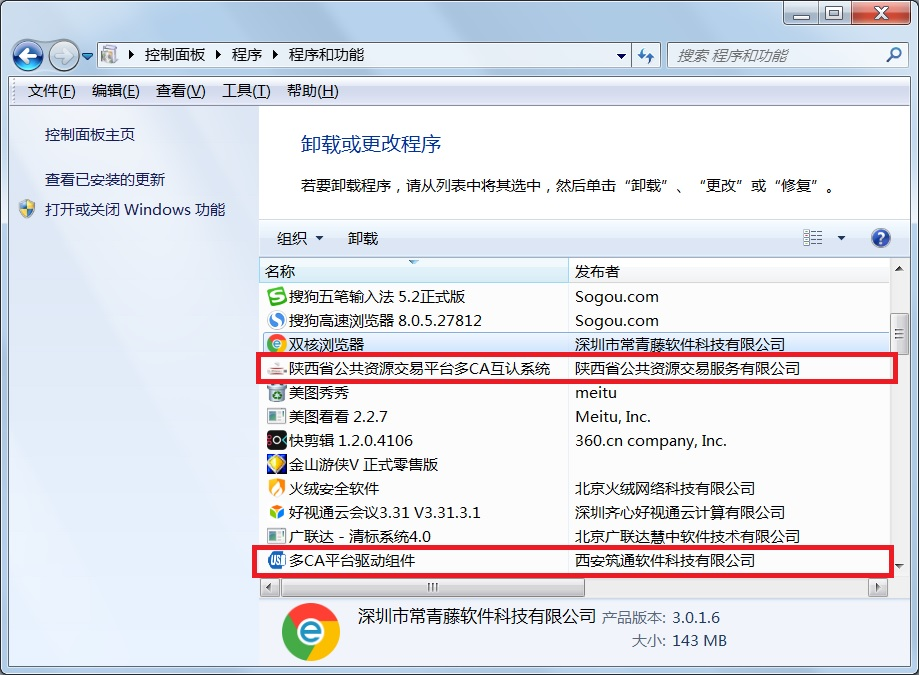 控制面板 程序 程序和功能
搜索 程序和功能
文件(F) 编辑(E) 查看(V) 工具(T) 帮助(H)
控制面板主页
查看已安装的更新
打开或关闭 Windows 功能
卸载或更改程序
若要卸载程序，请从列表中将其选中，然后单击“卸载”、“更改”或“修复”。
组织 卸载
名称 发布者
搜狗五笔输入法 5.2正式版 Sogou.com
搜狗高速浏览器 8.0.5.27812 Sogou.com
双核浏览器 深圳市常青藤软件科技有限公司
陕西省公共资源交易平台多CA互认系统 陕西省公共资源交易服务有限公司
美图秀秀 meitu
美图看看 2.2.7 Meitu, Inc.
快剪辑 1.2.0.4106 360.cn company, Inc.
金山游侠V 正式零售版
火绒安全软件 北京火绒网络科技有限公司
好视通云会议3.31 V3.31.3.1 深圳齐心好视通云计算有限公司
广联达 - 清标系统4.0 北京广联达慧中软件技术有限公司
多CA平台驱动组件 西安筑通软件科技有限公司
深圳市常青藤软件科技有限公司 产品版本: 3.0.1.6
大小: 143 MB